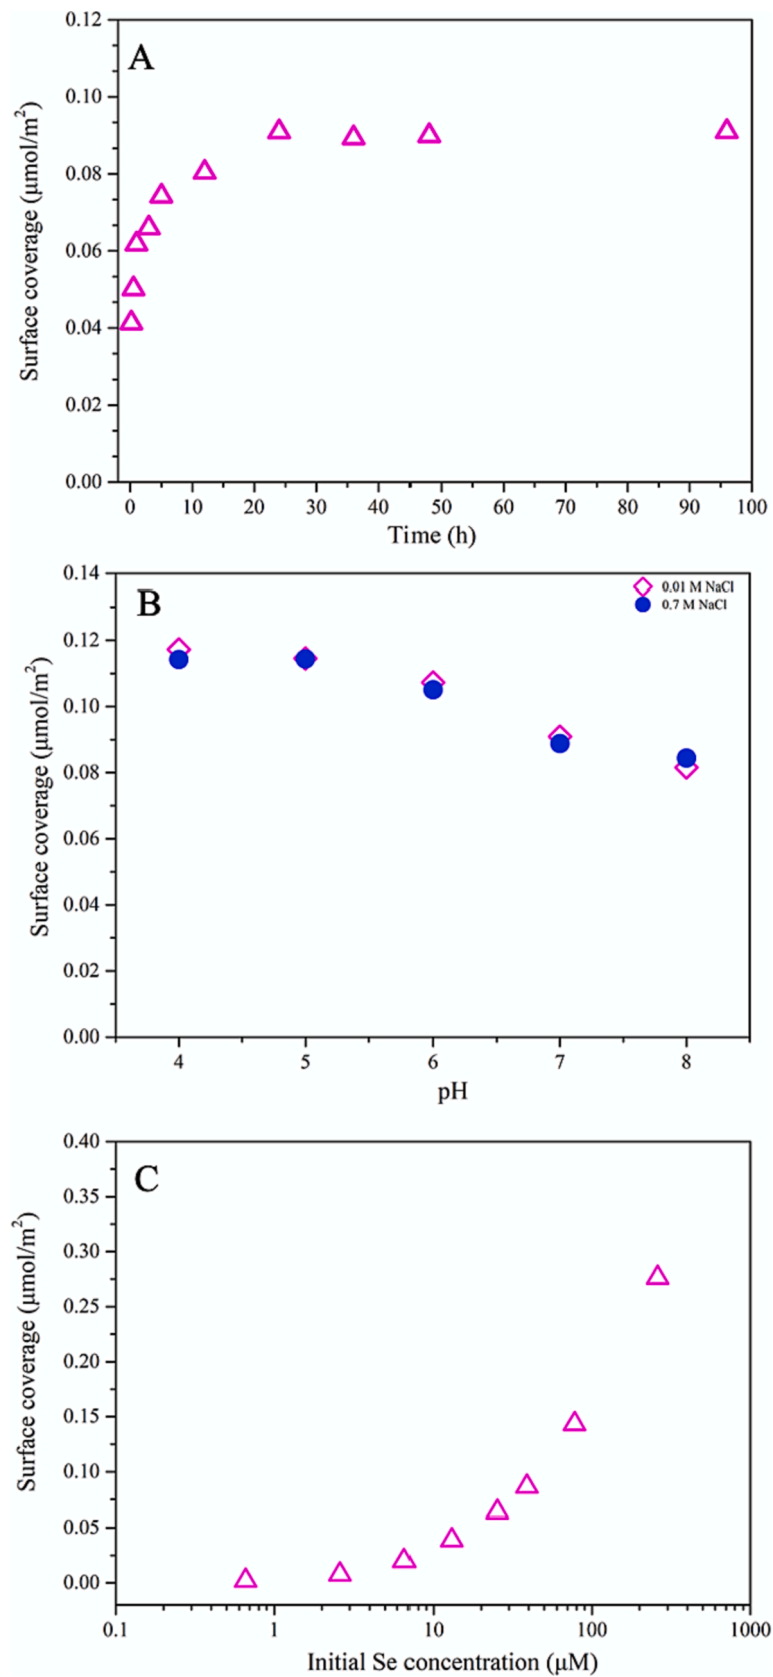 A
0.12
0.10
0.08
0.06
0.04
0.02
0.00
Surface coverage (μmol/m²)
0 10 20 30 40 50 60 70 80 90 100
Time (h)
B
0.01 M NaCl
0.7 M NaCl
0.14
0.12
0.10
0.08
0.06
0.04
0.02
0.00
Surface coverage (μmol/m²)
4 5 6 7 8
pH
C
0.40
0.35
0.30
0.25
0.20
0.15
0.10
0.05
0.00
Surface coverage (μmol/m²)
0.1 1 10 100 1000
Initial Se concentration (μM)